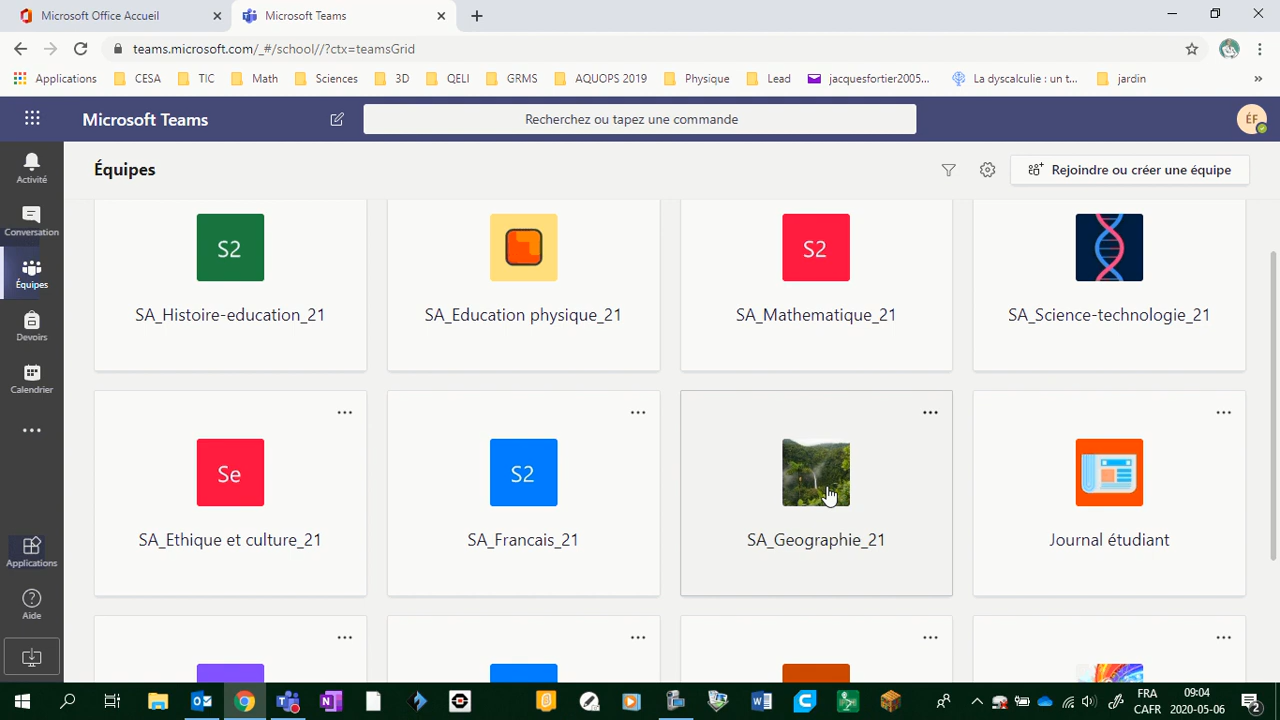 Microsoft Office Accueil
Microsoft Teams
teams.microsoft.com/_#/school//?ctx=teamsGrid
Applications
CESA
TIC
Math
Sciences
3D
QELI
GRMS
AQUOPS 2019
Physique
Lead
jacquesfortier2005...
La dyscalculie : un t...
jardin
»
Microsoft Teams
Recherchez ou tapez une commande
ÉF
Activité
Conversation
Équipes
Devoirs
Calendrier
Applications
Aide
Équipes
Rejoindre ou créer une équipe
S2
S2
SA_Histoire-education_21
SA_Education physique_21
SA_Mathematique_21
SA_Science-technologie_21
Se
S2
SA_Ethique et culture_21
SA_Francais_21
SA_Geographie_21
Journal étudiant
FRA
CAFR
09:04
2020-05-06
2